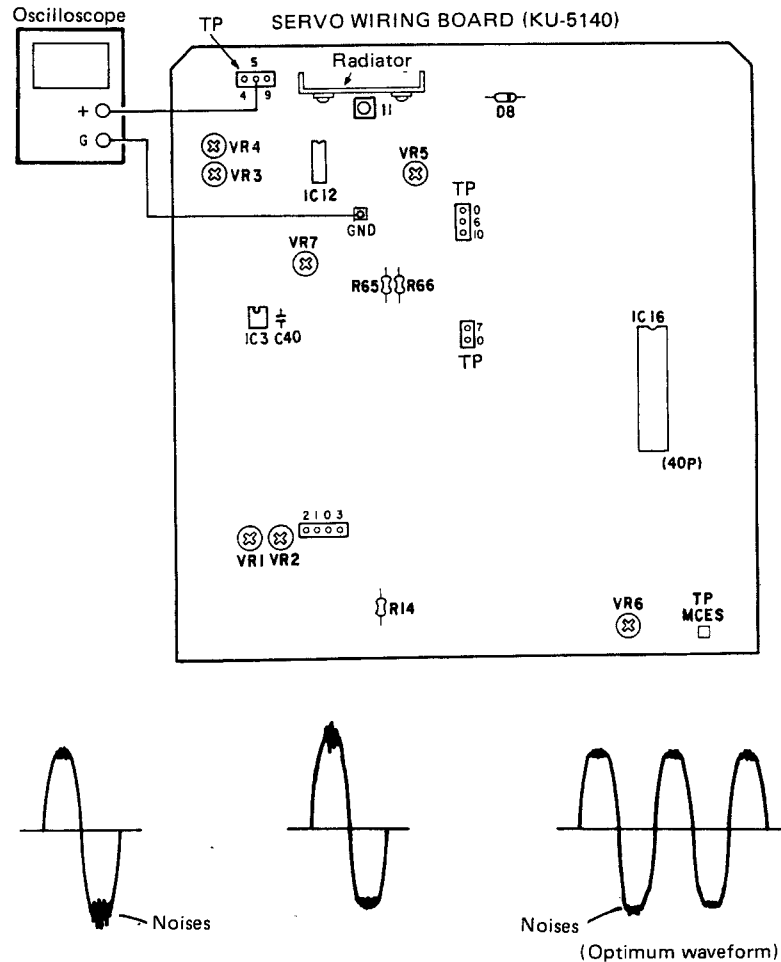 Oscilloscope
TP
SERVO WIRING BOARD (KU-5140)
5
4 9
Radiator
+
G
11
D8
VR4
VR3
IC12
VR5
TP
0
6
10
GND
VR7
R65 R66
IC3 C40
7
0
TP
IC16
(40P)
2 1 0 3
VR1 VR2
R14
VR6
TP
MCES
Noises
Noises
(Optimum waveform)